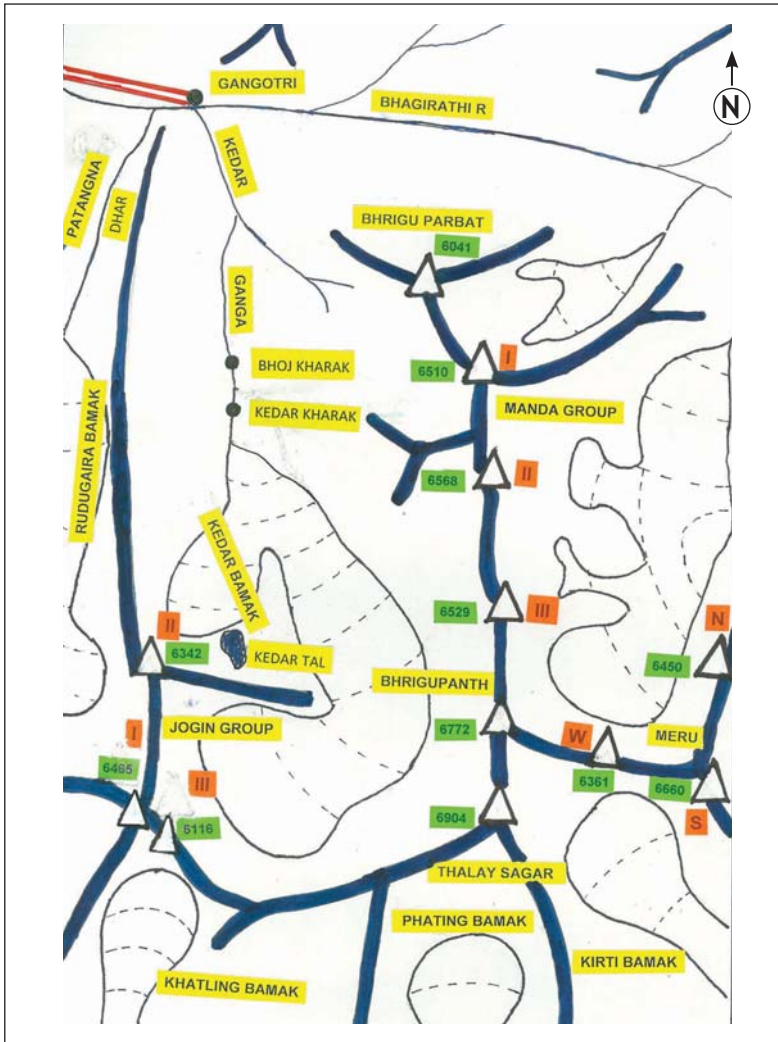 GANGOTRI
N
BHAGIRATHI R
KEDAR
PATANGNA
DHAR
BHRIGU PARBAT
6041
GANGA
BHOJ KHARAK
6510
I
KEDAR KHARAK
MANDA GROUP
RUDUGAIRA BAMAK
6568
II
KEDAR BAMAK
6529
III
N
II
6342
KEDAR TAL
6450
BHRIGUPANTH
I
JOGIN GROUP
6772
W
MERU
6465
III
6361
6660
6116
6904
S
THALAY SAGAR
PHATING BAMAK
KHATLING BAMAK
KIRTI BAMAK